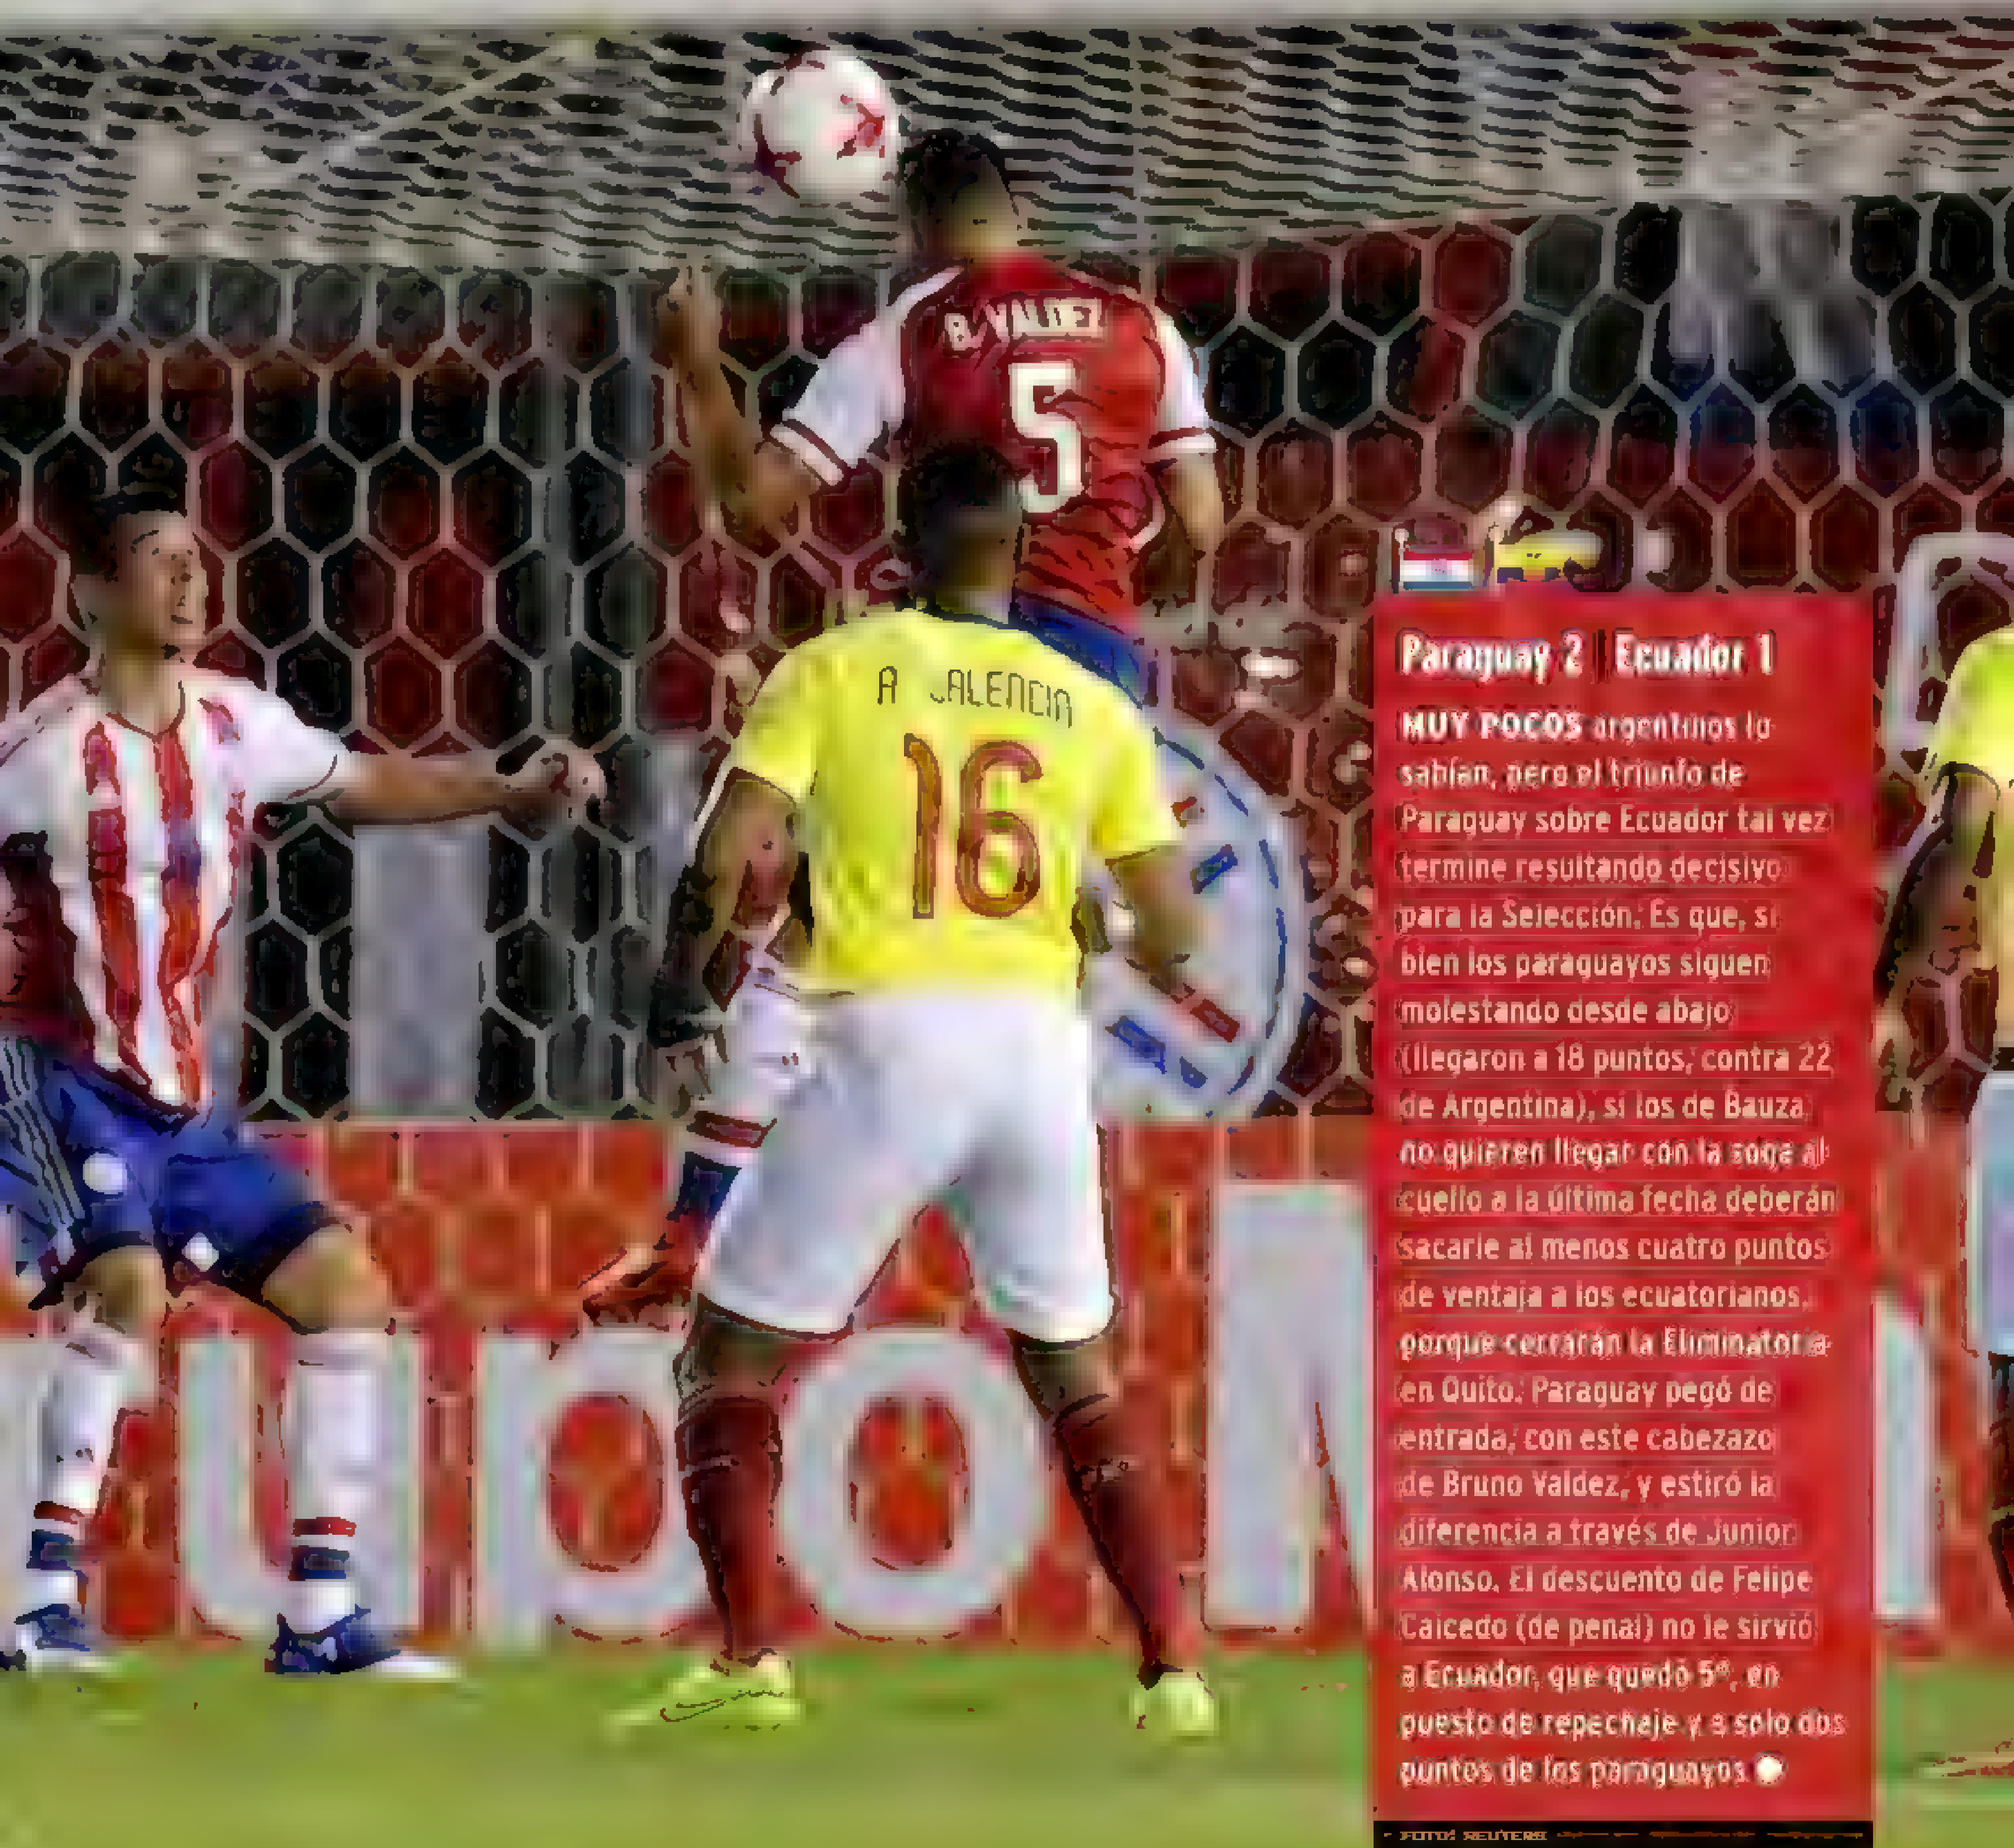 B. VALDEZ
5
A VALENCIA
16
Paraguay 2 | Ecuador 1
MUY POCOS argentinos lo
sabían, pero el triunfo de
Paraguay sobre Ecuador tal vez
termine resultando decisivo
para la Selección. Es que, si
bien los paraguayos siguen
molestando desde abajo
(llegaron a 18 puntos, contra 22
de Argentina), si los de Bauza
no quieren llegar con la soga al
cuello a la última fecha deberán
sacarle al menos cuatro puntos
de ventaja a los ecuatorianos,
porque cerrarán la Eliminatoria
en Quito. Paraguay pegó de
entrada, con este cabezazo
de Bruno Valdez, y estiró la
diferencia a través de Junior
Alonso. El descuento de Felipe
Caicedo (de penal) no le sirvió
a Ecuador, que quedó 5º, en
puesto de repechaje y a solo dos
puntos de los paraguayos
FOTO: REUTERS